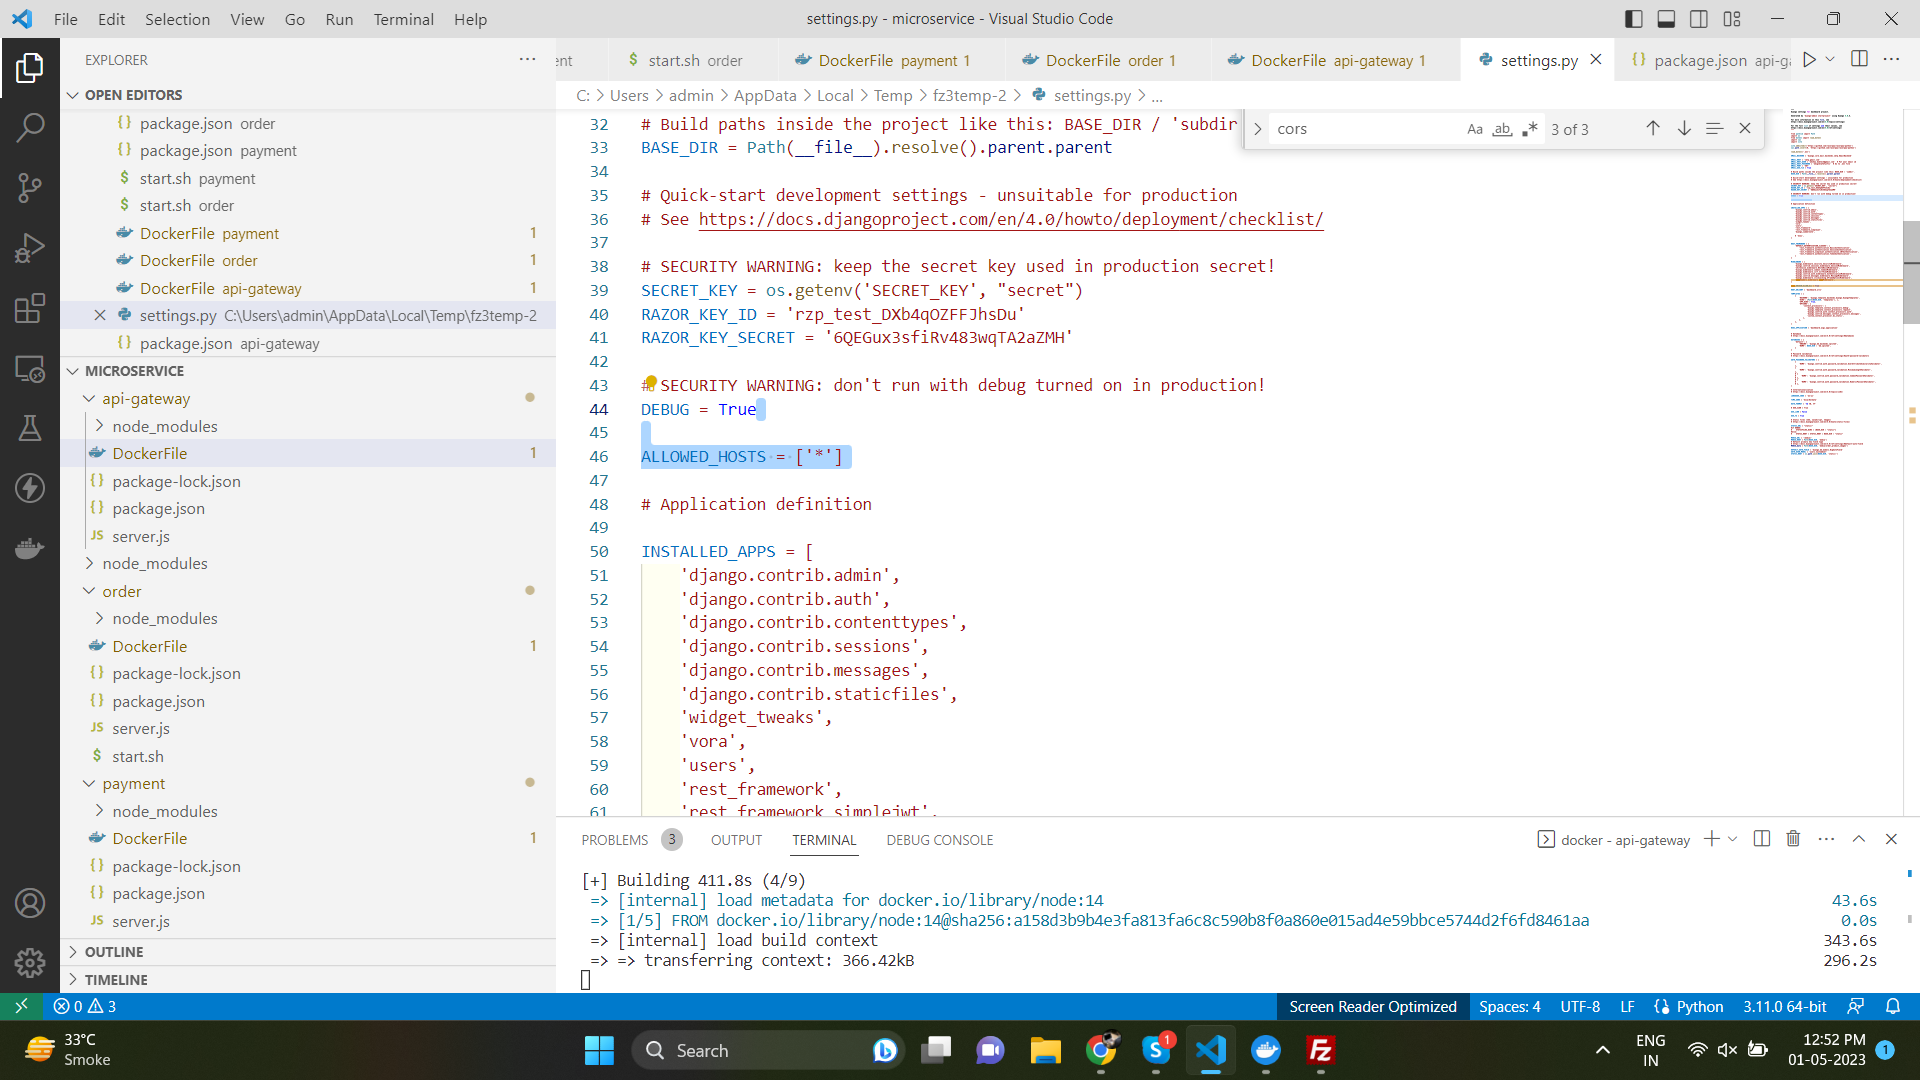 File Edit Selection View Go Run Terminal Help
settings.py - microservice - Visual Studio Code
EXPLORER
OPEN EDITORS
package.json order
package.json payment
start.sh payment
start.sh order
DockerFile payment 1
DockerFile order 1
DockerFile api-gateway 1
settings.py C:\Users\admin\AppData\Local\Temp\fz3temp-2
package.json api-gateway
MICROSERVICE
api-gateway
node_modules
DockerFile 1
package-lock.json
package.json
server.js
node_modules
order
node_modules
DockerFile 1
package-lock.json
package.json
server.js
start.sh
payment
node_modules
DockerFile 1
package-lock.json
package.json
server.js
OUTLINE
TIMELINE
ent start.sh order DockerFile payment 1 DockerFile order 1 DockerFile api-gateway 1 settings.py package.json api-g
C: > Users > admin > AppData > Local > Temp > fz3temp-2 > settings.py > ...
cors Aa ab 3 of 3
32 # Build paths inside the project like this: BASE_DIR / 'subdir
33 BASE_DIR = Path(__file__).resolve().parent.parent
34
35 # Quick-start development settings - unsuitable for production
36 # See https://docs.djangoproject.com/en/4.0/howto/deployment/checklist/
37
38 # SECURITY WARNING: keep the secret key used in production secret!
39 SECRET_KEY = os.getenv('SECRET_KEY', "secret")
40 RAZOR_KEY_ID = 'rzp_test_DXb4qOZFFJhsDu'
41 RAZOR_KEY_SECRET = '6QEGux3sfiRv483wqTA2aZMH'
42
43 # SECURITY WARNING: don't run with debug turned on in production!
44 DEBUG = True
45
46 ALLOWED_HOSTS = ['*']
47
48 # Application definition
49
50 INSTALLED_APPS = [
51 'django.contrib.admin',
52 'django.contrib.auth',
53 'django.contrib.contenttypes',
54 'django.contrib.sessions',
55 'django.contrib.messages',
56 'django.contrib.staticfiles',
57 'widget_tweaks',
58 'vora',
59 'users',
60 'rest_framework',
61 'rest_framework_simplejwt',
PROBLEMS 3 OUTPUT TERMINAL DEBUG CONSOLE
docker - api-gateway
[+] Building 411.8s (4/9)
=> [internal] load metadata for docker.io/library/node:14 43.6s
=> [1/5] FROM docker.io/library/node:14@sha256:a158d3b9b4e3fa813fa6c8c590b8f0a860e015ad4e59bbce5744d2f6fd8461aa 0.0s
=> [internal] load build context 343.6s
=> => transferring context: 366.42kB 296.2s
0 3
Screen Reader Optimized Spaces: 4 UTF-8 LF Python 3.11.0 64-bit
33°C
Smoke
Search
1
ENG
IN
12:52 PM
01-05-2023
1